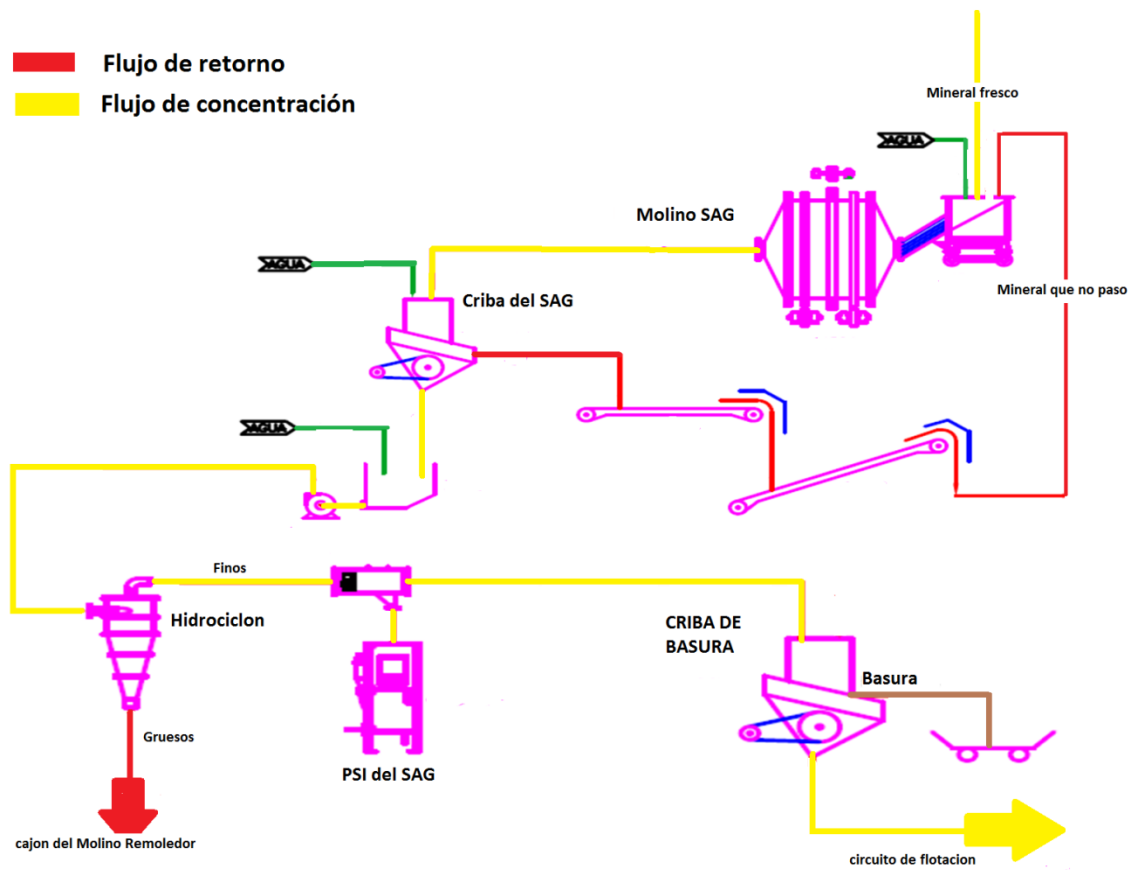 Flujo de retorno
Flujo de concentración
Mineral fresco
AGUA
Molino SAG
AGUA
Criba del SAG
Mineral que no paso
AGUA
Finos
Hidrociclon
CRIBA DE
BASURA
Basura
Gruesos
PSI del SAG
cajon del Molino Remoledor
circuito de flotacion